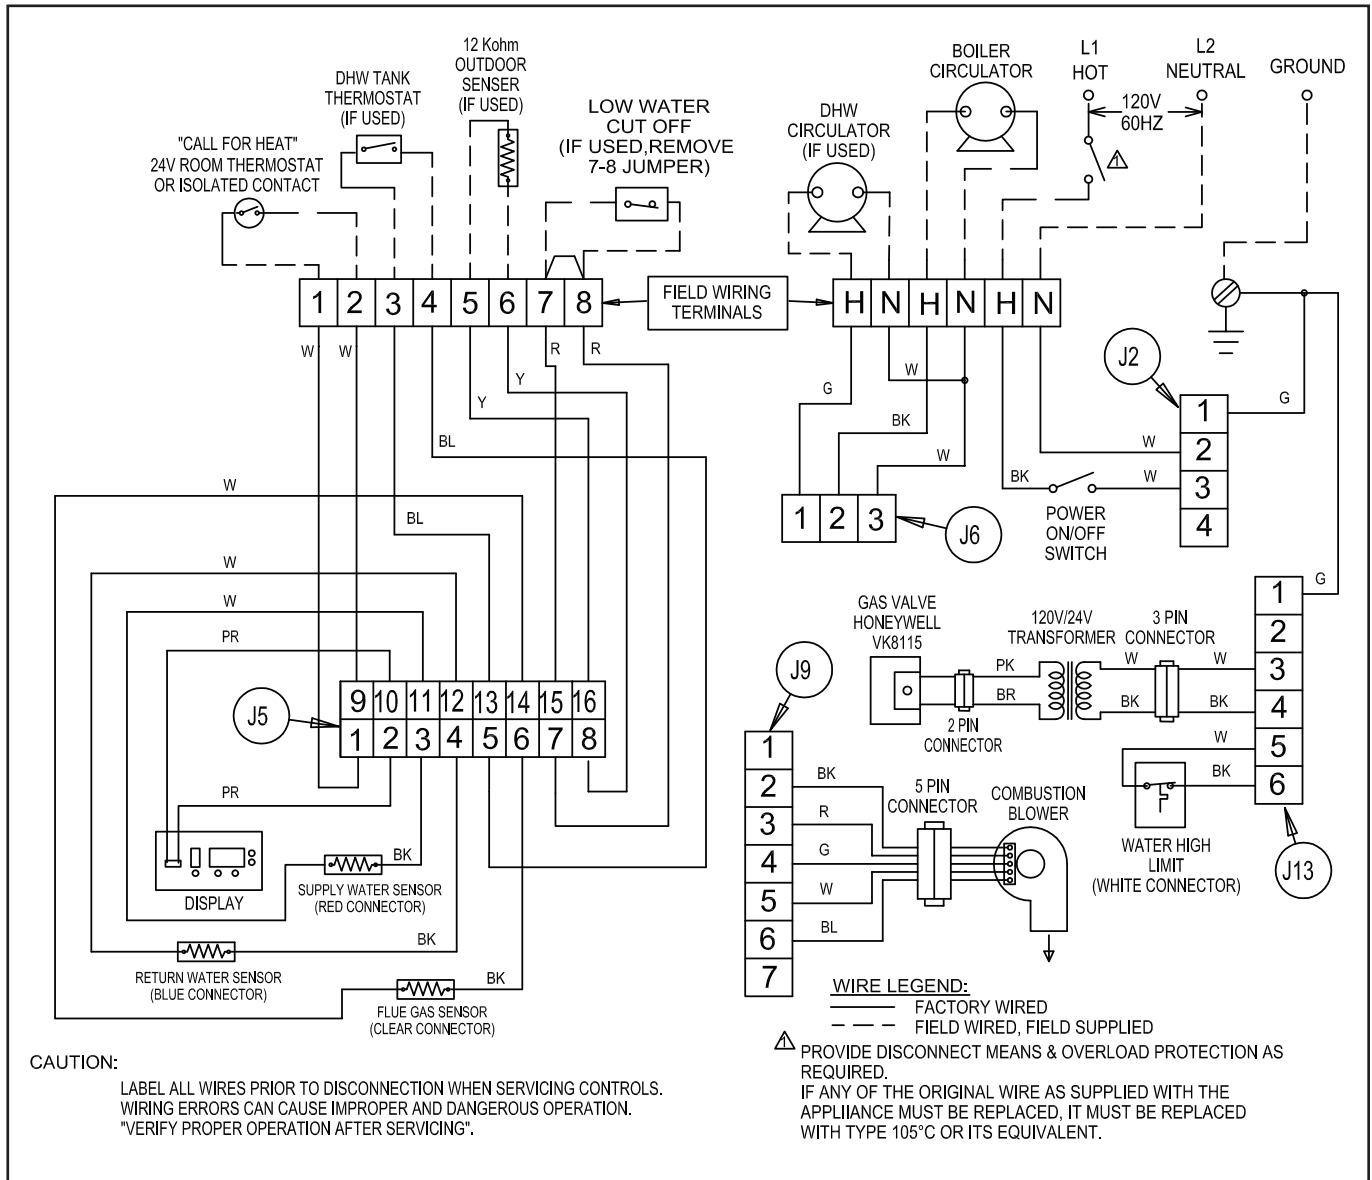 "CALL FOR HEAT"
24V ROOM THERMOSTAT
OR ISOLATED CONTACT
DHW TANK
THERMOSTAT
(IF USED)
12 Kohm
OUTDOOR
SENSER
(IF USED)
LOW WATER
CUT OFF
(IF USED,REMOVE
7-8 JUMPER)
DHW
CIRCULATOR
(IF USED)
BOILER
CIRCULATOR
L1
HOT
120V
60HZ
L2
NEUTRAL
GROUND
1
1 2 3 4 5 6 7 8
FIELD WIRING
TERMINALS
H N H N H N
W W R R
Y
Y
BL
BL
W
W
W
PR
G
W
BK
W
BK
W
W
G
J2
1
2
3
4
POWER
ON/OFF
SWITCH
1 2 3
J6
J5
9 10 11 12 13 14 15 16
1 2 3 4 5 6 7 8
PR
DISPLAY
BK
SUPPLY WATER SENSOR
(RED CONNECTOR)
BK
RETURN WATER SENSOR
(BLUE CONNECTOR)
BK
FLUE GAS SENSOR
(CLEAR CONNECTOR)
GAS VALVE
HONEYWELL
VK8115
PK
BR
2 PIN
CONNECTOR
120V/24V
TRANSFORMER
3 PIN
CONNECTOR
W W
BK BK
G
1
2
3
4
5
6
W
BK
WATER HIGH
LIMIT
(WHITE CONNECTOR)
J13
J9
1
2
3
4
5
6
7
BK
R
G
W
BL
5 PIN
CONNECTOR
COMBUSTION
BLOWER
WIRE LEGEND:
FACTORY WIRED
FIELD WIRED, FIELD SUPPLIED
1 PROVIDE DISCONNECT MEANS & OVERLOAD PROTECTION AS
REQUIRED.
IF ANY OF THE ORIGINAL WIRE AS SUPPLIED WITH THE
APPLIIANCE MUST BE REPLACED, IT MUST BE REPLACED
WITH TYPE 105°C OR ITS EQUIVALENT.
CAUTION:
LABEL ALL WIRES PRIOR TO DISCONNECTION WHEN SERVICING CONTROLS.
WIRING ERRORS CAN CAUSE IMPROPER AND DANGEROUS OPERATION.
"VERIFY PROPER OPERATION AFTER SERVICING".